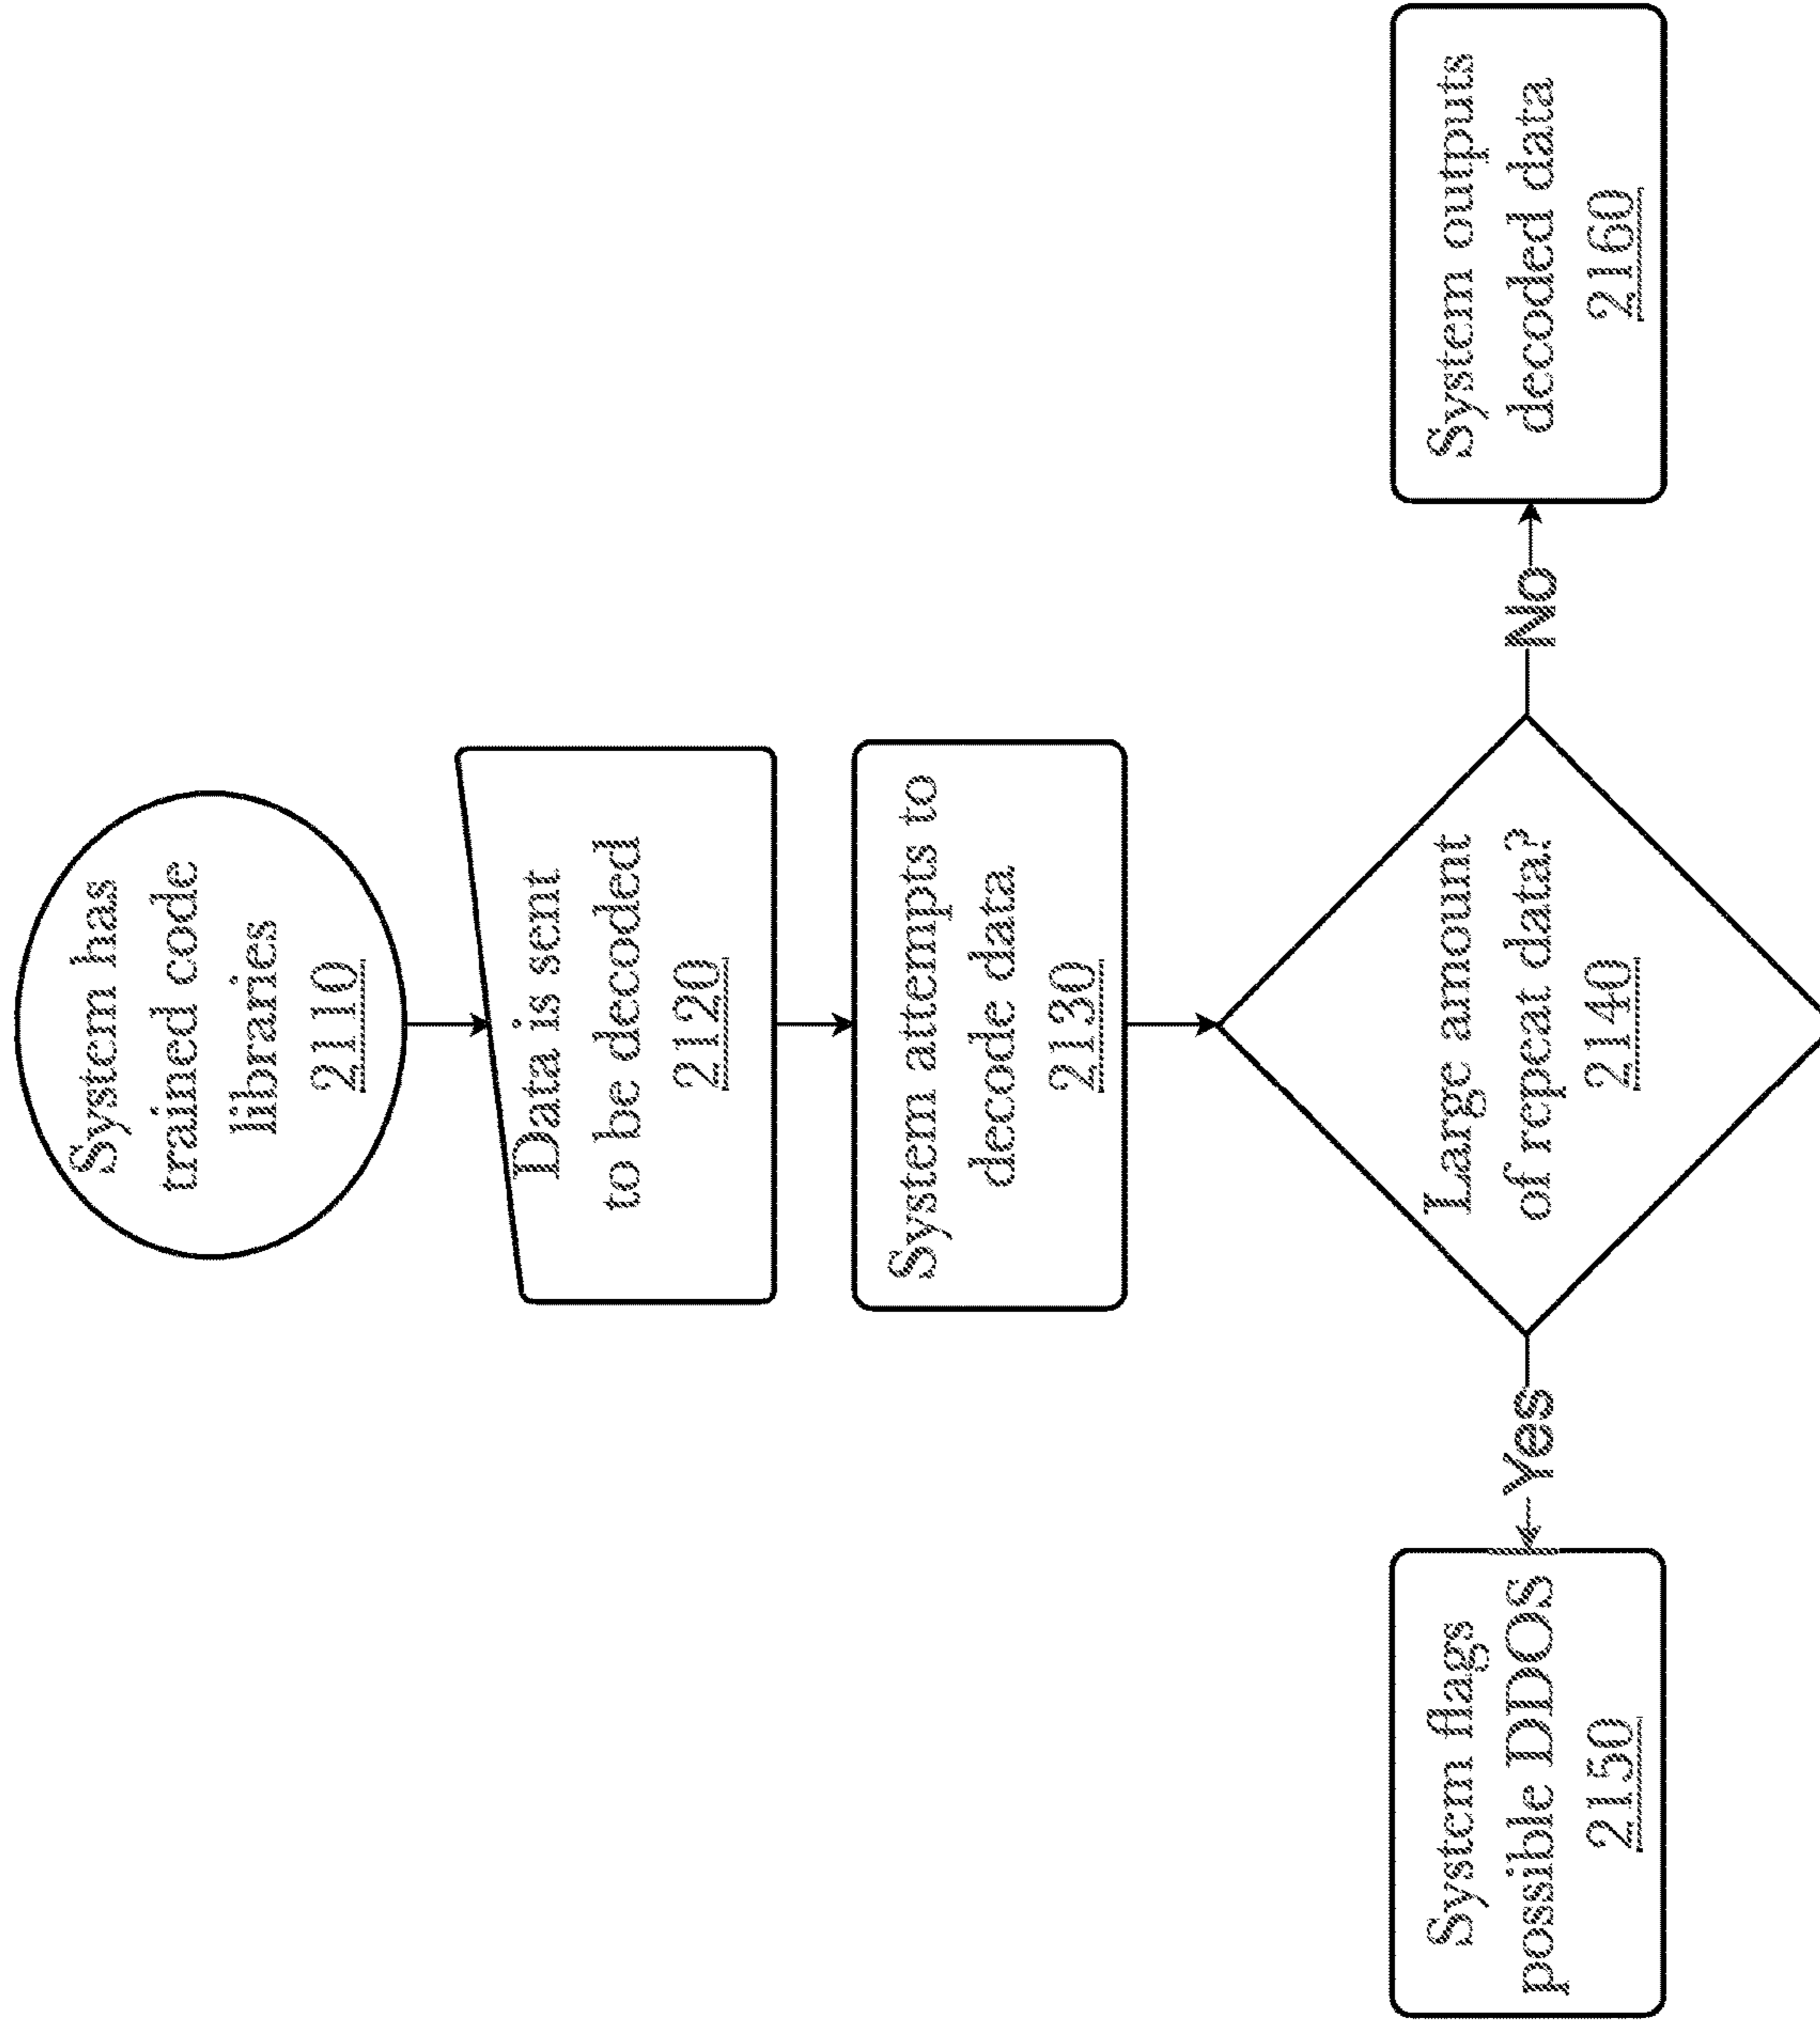 System has
trained code
libraries
2110
Data is sent
to be decoded
2120
System attempts to
decode data
2130
Large amount
of repeat data?
2140
Yes
No
System flags
possible DDOS
2150
System outputs
decoded data
2160